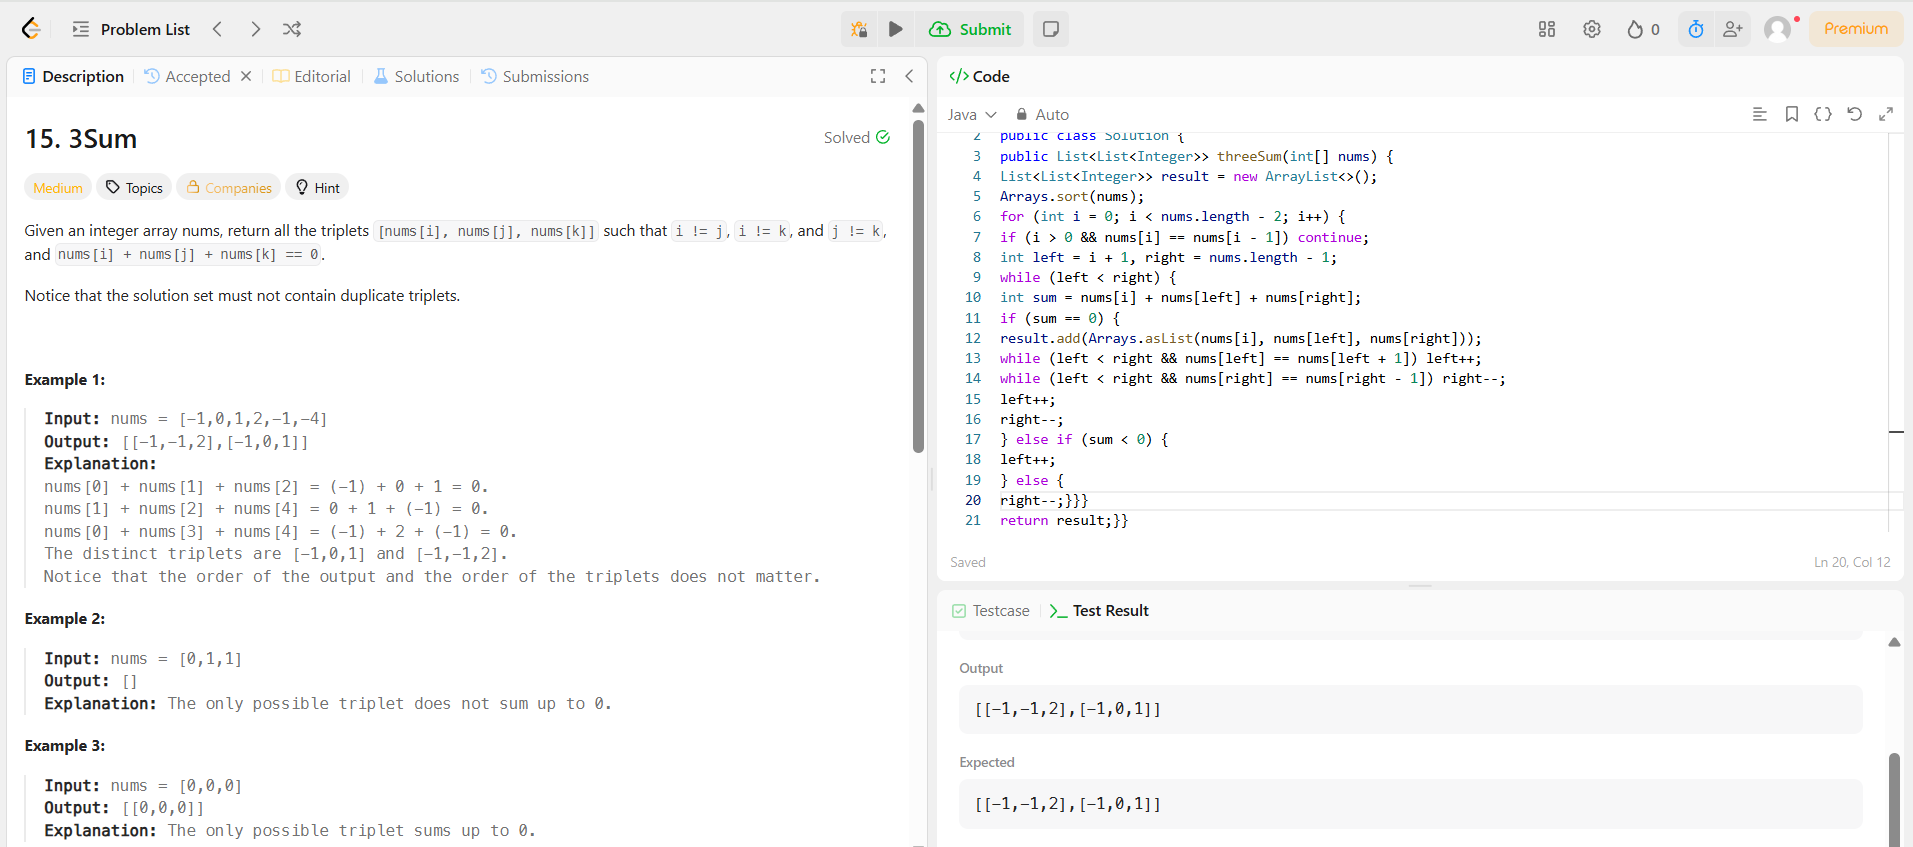 Problem List
Submit
0
Premium
Description
Accepted
Editorial
Solutions
Submissions
15. 3Sum
Solved
Medium
Topics
Companies
Hint
Given an integer array nums, return all the triplets [nums[i], nums[j], nums[k]] such that i != j, i != k, and j != k,
and nums[i] + nums[j] + nums[k] == 0.
Notice that the solution set must not contain duplicate triplets.
Example 1:
Input: nums = [-1,0,1,2,-1,-4]
Output: [[-1,-1,2],[-1,0,1]]
Explanation:
nums[0] + nums[1] + nums[2] = (-1) + 0 + 1 = 0.
nums[1] + nums[2] + nums[4] = 0 + 1 + (-1) = 0.
nums[0] + nums[3] + nums[4] = (-1) + 2 + (-1) = 0.
The distinct triplets are [-1,0,1] and [-1,-1,2].
Notice that the order of the output and the order of the triplets does not matter.
Example 2:
Input: nums = [0,1,1]
Output: []
Explanation: The only possible triplet does not sum up to 0.
Example 3:
Input: nums = [0,0,0]
Output: [[0,0,0]]
Explanation: The only possible triplet sums up to 0.
</> Code
Java
Auto
2 public class Solution {
3 public List<List<Integer>> threeSum(int[] nums) {
4 List<List<Integer>> result = new ArrayList<>();
5 Arrays.sort(nums);
6 for (int i = 0; i < nums.length - 2; i++) {
7 if (i > 0 && nums[i] == nums[i - 1]) continue;
8 int left = i + 1, right = nums.length - 1;
9 while (left < right) {
10 int sum = nums[i] + nums[left] + nums[right];
11 if (sum == 0) {
12 result.add(Arrays.asList(nums[i], nums[left], nums[right]));
13 while (left < right && nums[left] == nums[left + 1]) left++;
14 while (left < right && nums[right] == nums[right - 1]) right--;
15 left++;
16 right--;
17 } else if (sum < 0) {
18 left++;
19 } else {
20 right--;}}}
21 return result;}}
Saved
Ln 20, Col 12
Testcase
Test Result
Output
[[-1,-1,2],[-1,0,1]]
Expected
[[-1,-1,2],[-1,0,1]]